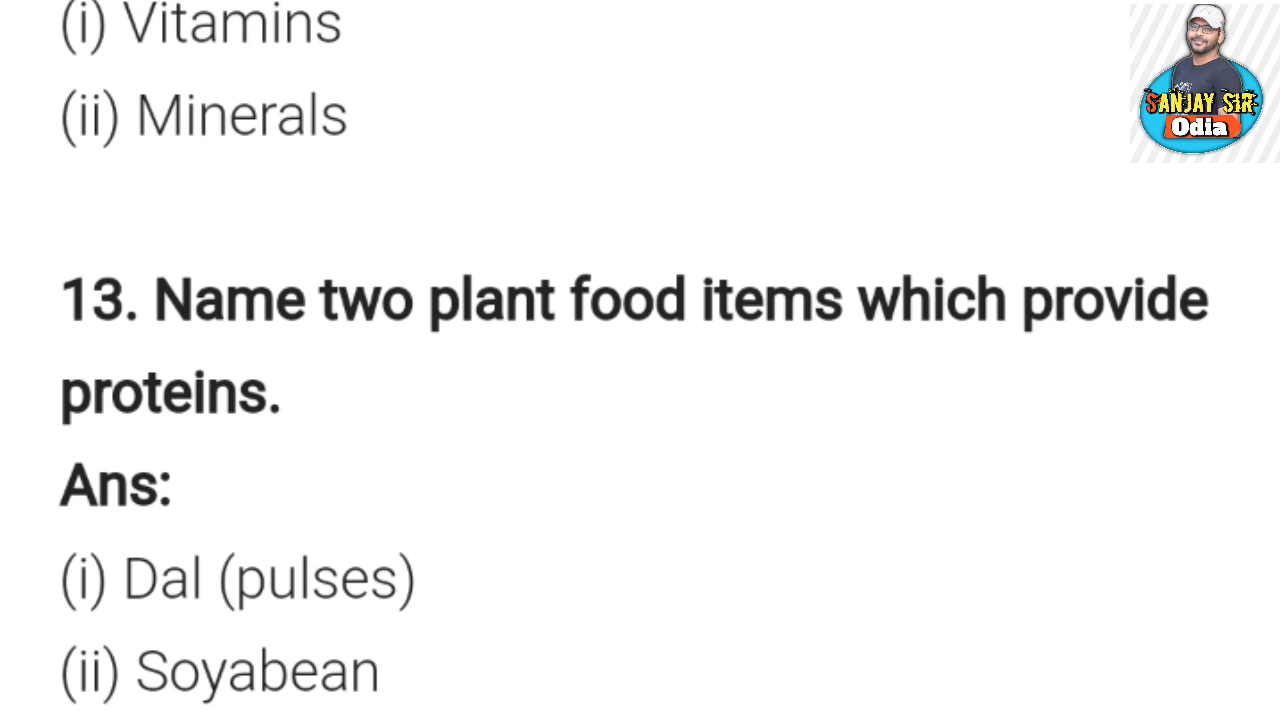 (i) Vitamins
(ii) Minerals
SANJAY SIR
Odia
13. Name two plant food items which provide
proteins.
Ans:
(i) Dal (pulses)
(ii) Soyabean